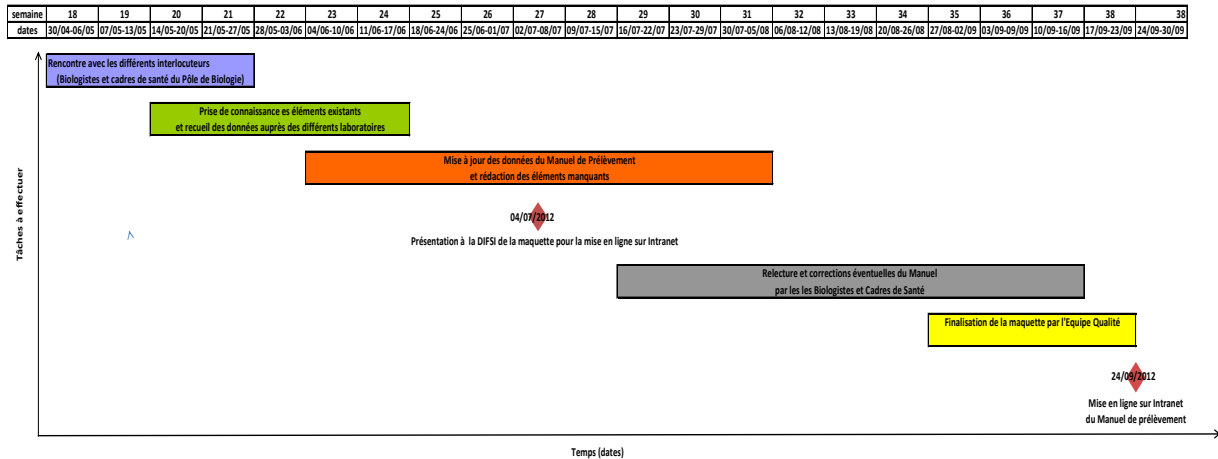 semaine 18 19 20 21 22 23 24 25 26 27 28 29 30 31 32 33 34 35 36 37 38 38
dates 30/04-06/05 07/05-13/05 14/05-20/05 21/05-27/05 28/05-03/06 04/06-10/06 11/06-17/06 18/06-24/06 25/06-01/07 02/07-08/07 09/07-15/07 16/07-22/07 23/07-29/07 30/07-05/08 06/08-12/08 13/08-19/08 20/08-26/08 27/08-02/09 03/09-09/09 10/09-16/09 17/09-23/09 24/09-30/09
Tâches à effectuer
Rencontre avec les différents interlocuteurs
(Biologistes et cadres de santé du Pôle de Biologie)
Prise de connaissance es éléments existants
et recueil des données auprès des différents laboratoires
Mise à jour des données du Manuel de Prélèvement
et rédaction des éléments manquants
04/07/2012
Présentation à la DIFSI de la maquette pour la mise en ligne sur Intranet
Relecture et corrections éventuelles du Manuel
par les les Biologistes et Cadres de Santé
Finalisation de la maquette par l'Equipe Qualité
24/09/2012
Mise en ligne sur Intranet
du Manuel de prélèvement
Temps (dates)